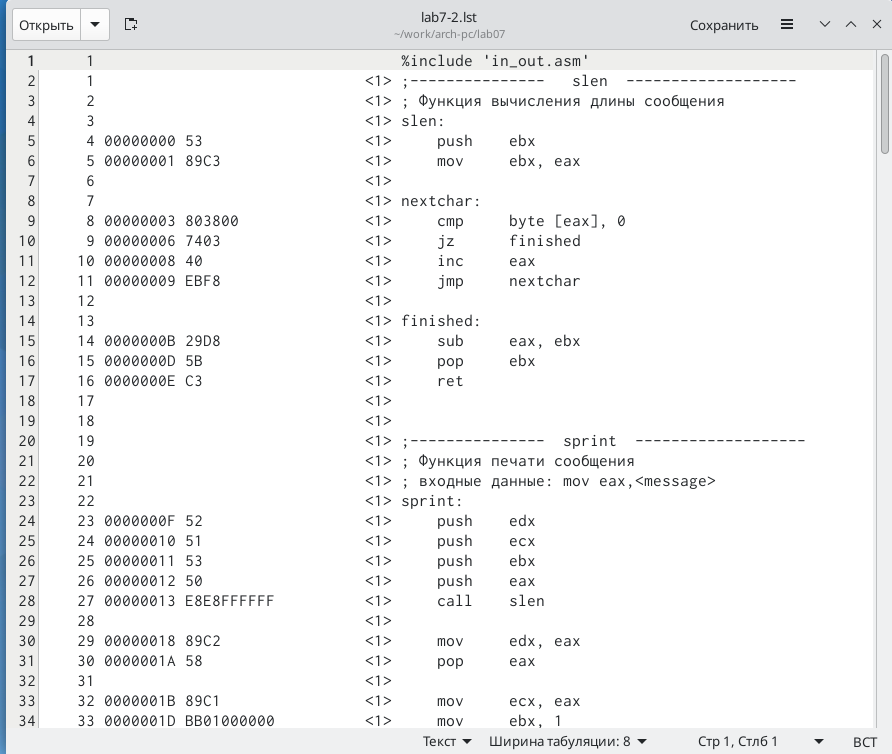 Открыть
lab7-2.lst
~/work/arch-pc/lab07
Сохранить
1 1 %include 'in_out.asm'
2 1 <1> ;--------------- slen -------------------
3 2 <1> ; Функция вычисления длины сообщения
4 3 <1> slen:
5 4 00000000 53 <1> push ebx
6 5 00000001 89C3 <1> mov ebx, eax
7 6 <1>
8 7 <1> nextchar:
9 8 00000003 803800 <1> cmp byte [eax], 0
10 9 00000006 7403 <1> jz finished
11 10 00000008 40 <1> inc eax
12 11 00000009 EBF8 <1> jmp nextchar
13 12 <1>
14 13 <1> finished:
15 14 0000000B 29D8 <1> sub eax, ebx
16 15 0000000D 5B <1> pop ebx
17 16 0000000E C3 <1> ret
18 17 <1>
19 18 <1>
20 19 <1> ;--------------- sprint -------------------
21 20 <1> ; Функция печати сообщения
22 21 <1> ; входные данные: mov eax,<message>
23 22 <1> sprint:
24 23 0000000F 52 <1> push edx
25 24 00000010 51 <1> push ecx
26 25 00000011 53 <1> push ebx
27 26 00000012 50 <1> push eax
28 27 00000013 E8E8FFFFFF <1> call slen
29 28 <1>
30 29 00000018 89C2 <1> mov edx, eax
31 30 0000001A 58 <1> pop eax
32 31 <1>
33 32 0000001B 89C1 <1> mov ecx, eax
34 33 0000001D BB01000000 <1> mov ebx, 1
Текст Ширина табуляции: 8 Стр 1, Стлб 1 ВСТ